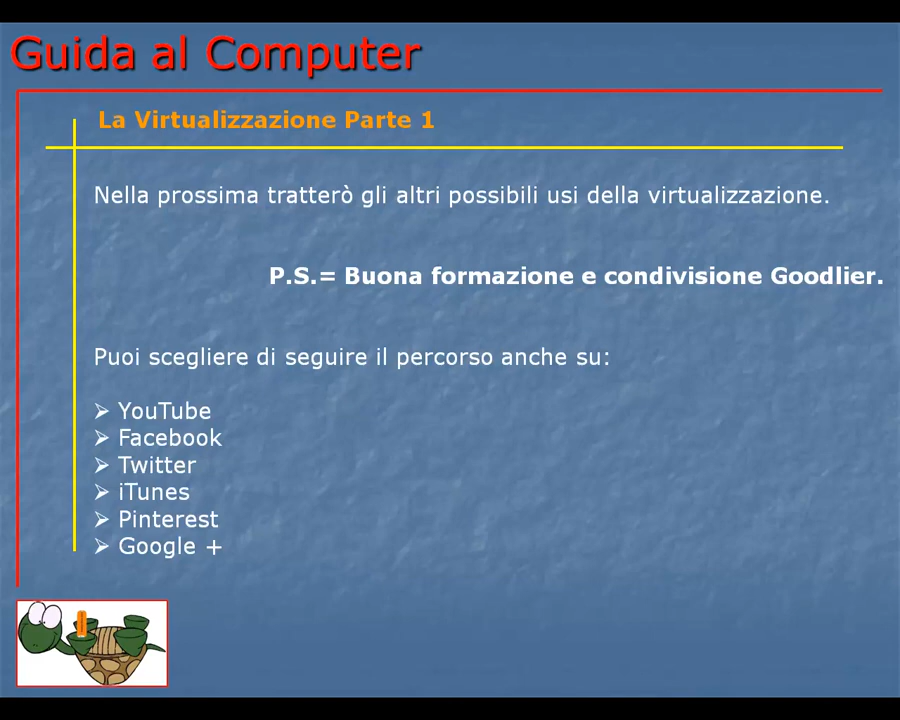 Guida al Computer
La Virtualizzazione Parte 1
Nella prossima tratterò gli altri possibili usi della virtualizzazione.
P.S.= Buona formazione e condivisione Goodlier.
Puoi scegliere di seguire il percorso anche su:
➢ YouTube
➢ Facebook
➢ Twitter
➢ iTunes
➢ Pinterest
➢ Google +